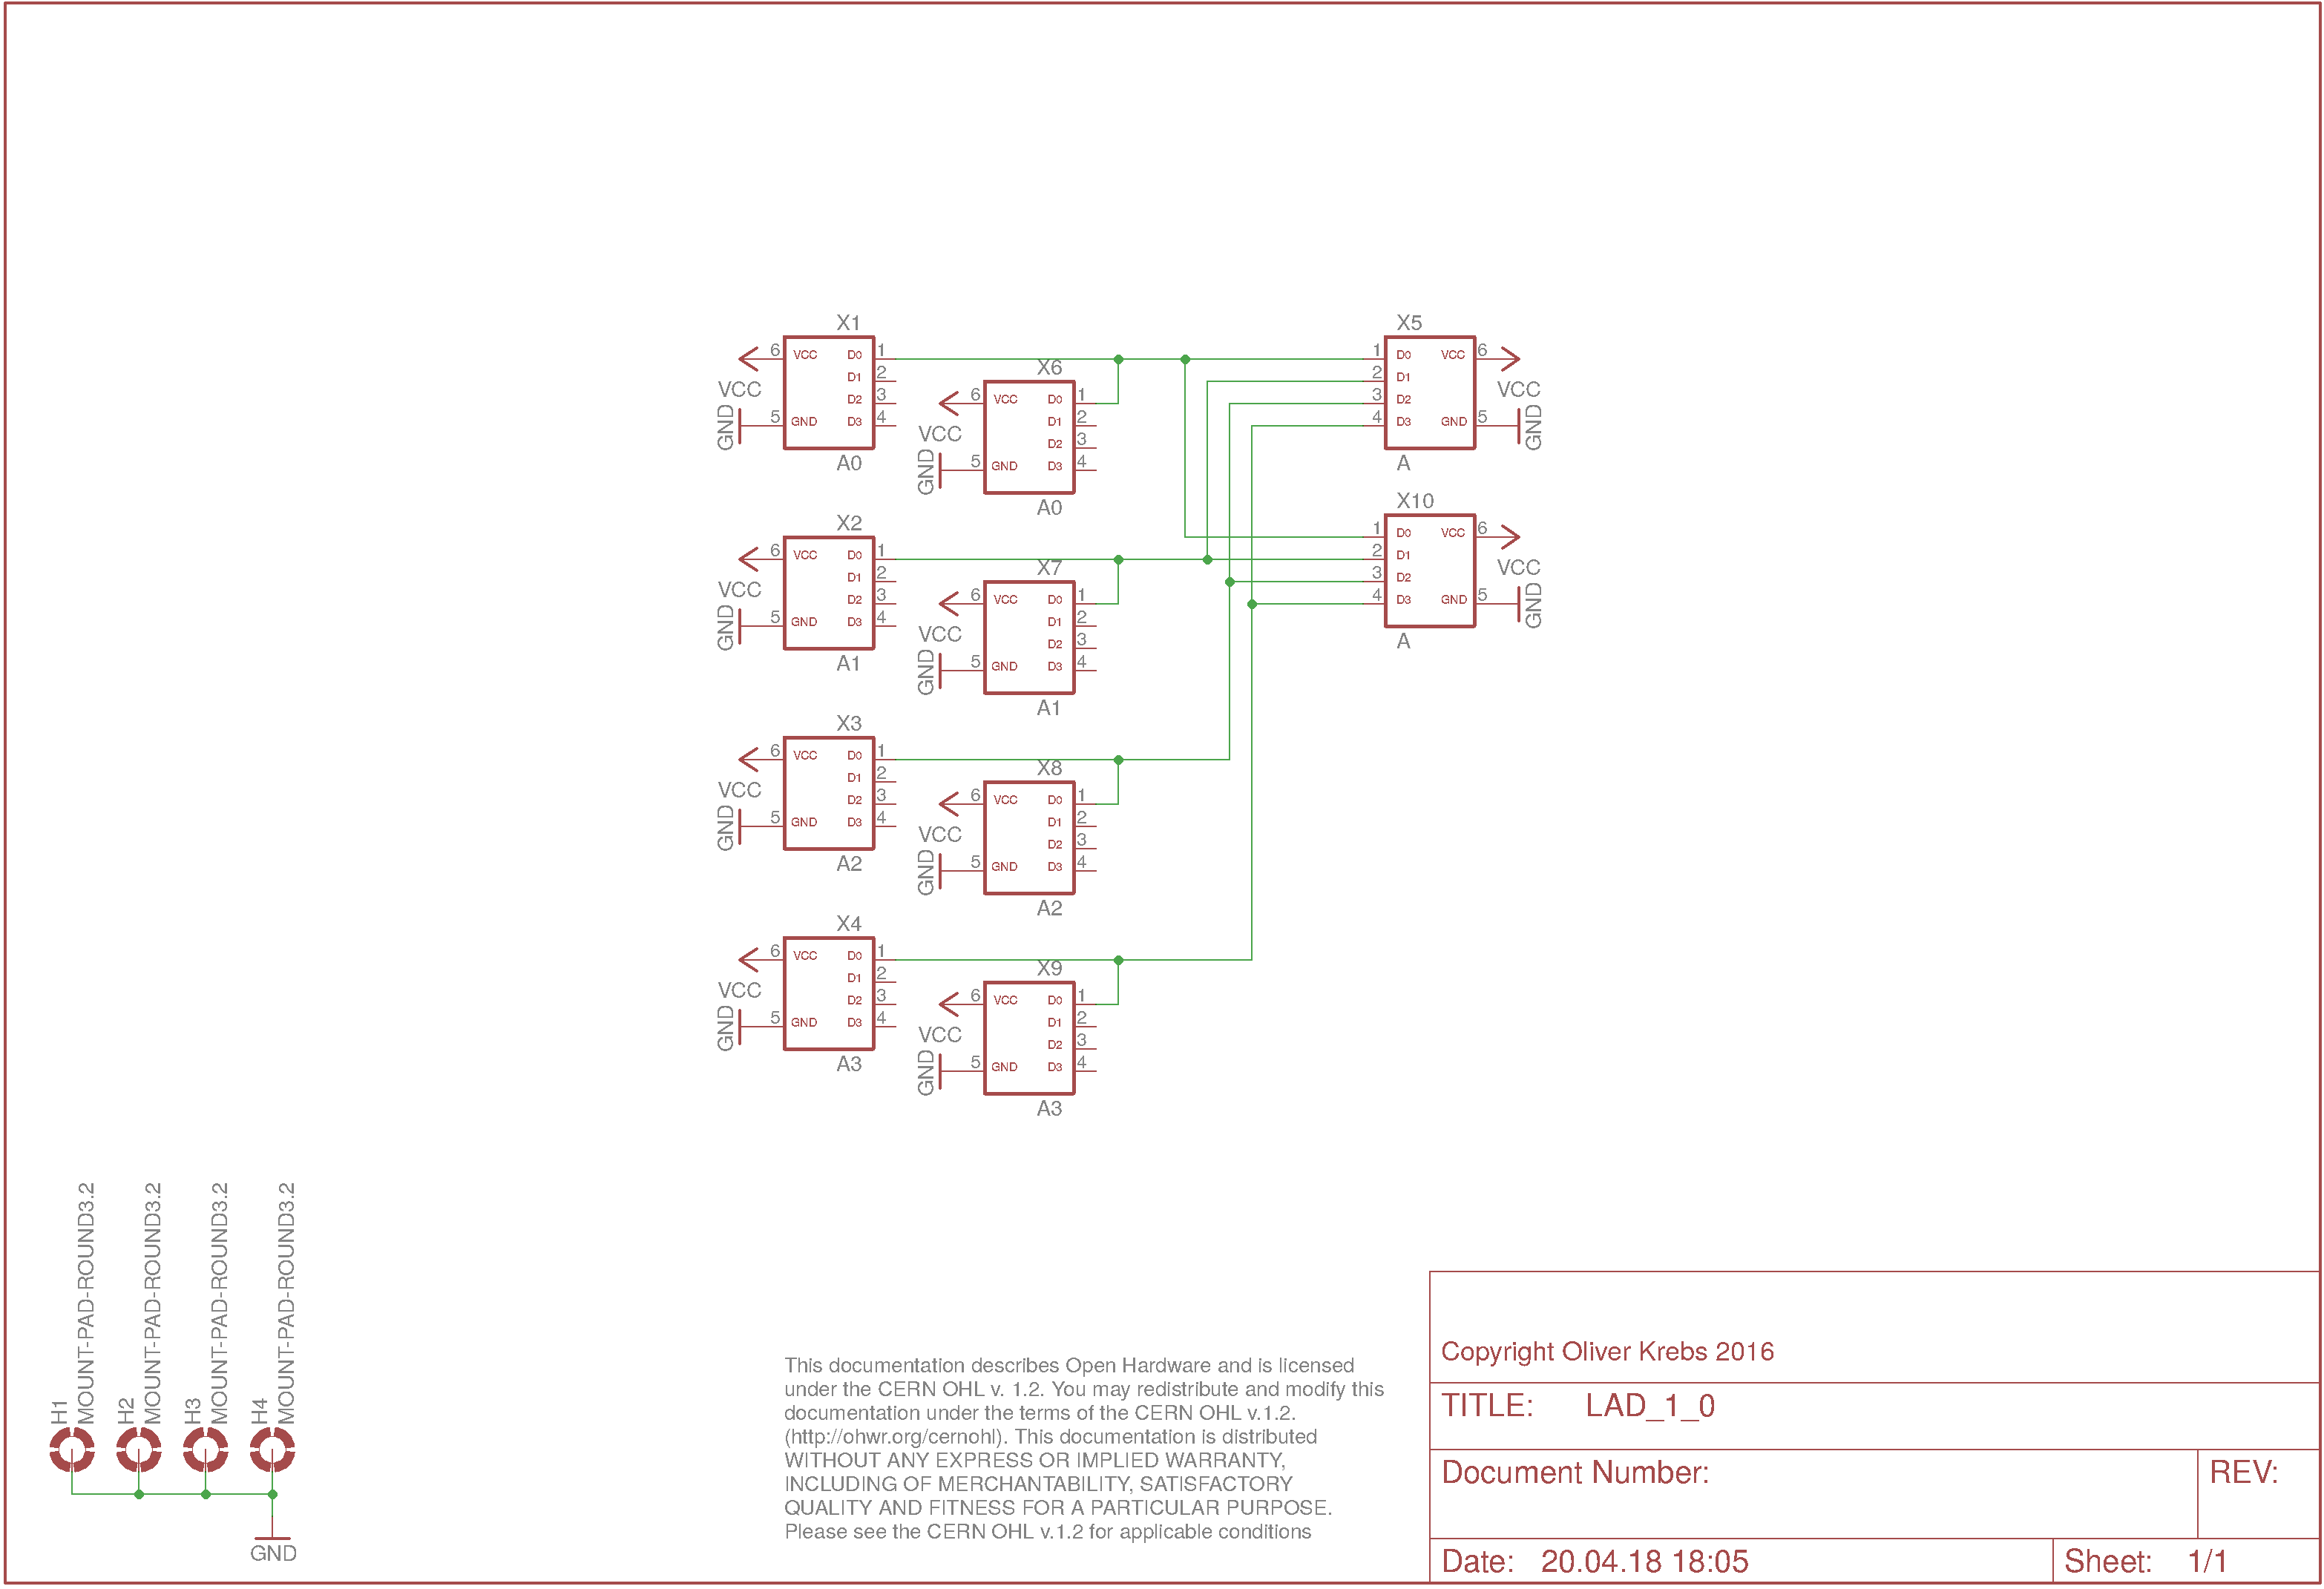 X1
6 VCC D0 1
D1 2
VCC D2 3
GND 5 GND D3 4
A0
X6
6 VCC D0 1
D1 2
VCC D2 3
GND 5 GND D3 4
A0
X5
1 D0 VCC 6
2 D1
3 D2 VCC
4 D3 GND 5 GND
A
X10
1 D0 VCC 6
2 D1
3 D2 VCC
4 D3 GND 5 GND
A
X2
6 VCC D0 1
D1 2
VCC D2 3
GND 5 GND D3 4
A1
X7
6 VCC D0 1
D1 2
VCC D2 3
GND 5 GND D3 4
A1
X3
6 VCC D0 1
D1 2
VCC D2 3
GND 5 GND D3 4
A2
X8
6 VCC D0 1
D1 2
VCC D2 3
GND 5 GND D3 4
A2
X4
6 VCC D0 1
D1 2
VCC D2 3
GND 5 GND D3 4
A3
X9
6 VCC D0 1
D1 2
VCC D2 3
GND 5 GND D3 4
A3
H1
MOUNT-PAD-ROUND3.2
H2
MOUNT-PAD-ROUND3.2
H3
MOUNT-PAD-ROUND3.2
H4
MOUNT-PAD-ROUND3.2
GND
This documentation describes Open Hardware and is licensed
under the CERN OHL v. 1.2. You may redistribute and modify this
documentation under the terms of the CERN OHL v.1.2.
(http://ohwr.org/cernohl). This documentation is distributed
WITHOUT ANY EXPRESS OR IMPLIED WARRANTY,
INCLUDING OF MERCHANTABILITY, SATISFACTORY
QUALITY AND FITNESS FOR A PARTICULAR PURPOSE.
Please see the CERN OHL v.1.2 for applicable conditions
Copyright Oliver Krebs 2016
TITLE: LAD_1_0
Document Number:
REV:
Date: 20.04.18 18:05
Sheet: 1/1